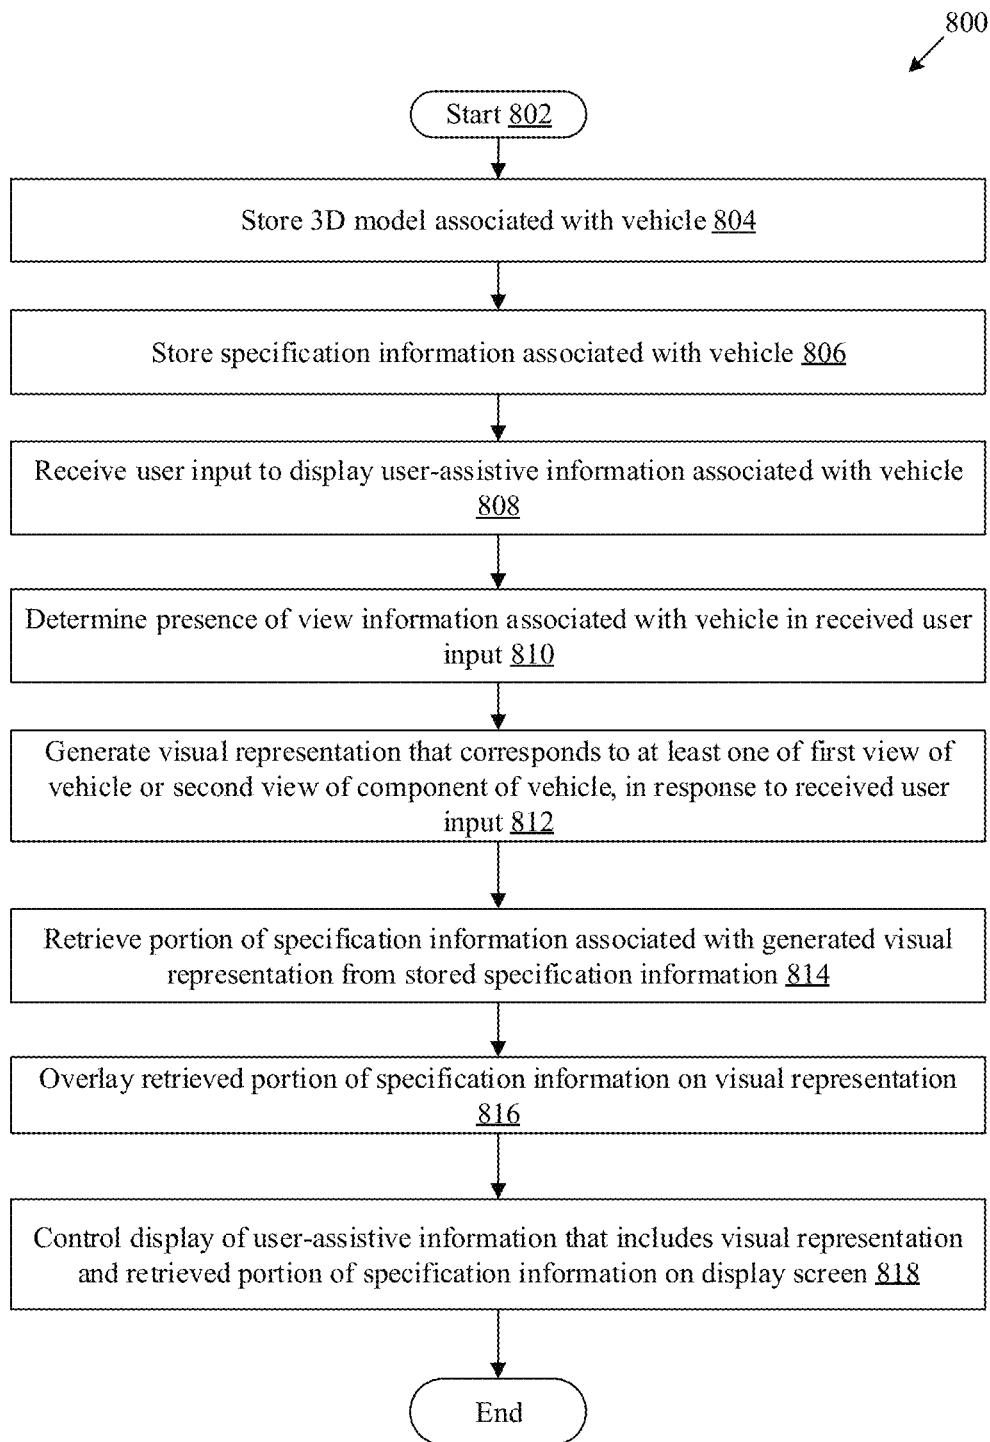 800
Start 802
Store 3D model associated with vehicle 804
Store specification information associated with vehicle 806
Receive user input to display user-assistive information associated with vehicle
808
Determine presence of view information associated with vehicle in received user
input 810
Generate visual representation that corresponds to at least one of first view of
vehicle or second view of component of vehicle, in response to received user
input 812
Retrieve portion of specification information associated with generated visual
representation from stored specification information 814
Overlay retrieved portion of specification information on visual representation
816
Control display of user-assistive information that includes visual representation
and retrieved portion of specification information on display screen 818
End